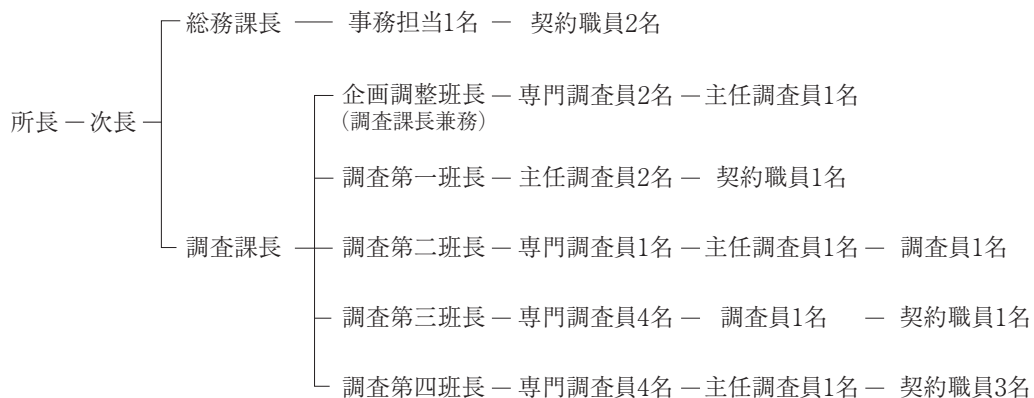 総務課長 ― 事務担当1名 ― 契約職員2名
企画調整班長 ― 専門調査員2名 ― 主任調査員1名
所長 ― 次長
(調査課長兼務)
調査第一班長 ― 主任調査員2名 ― 契約職員1名
調査課長 ― 調査第二班長 ― 専門調査員1名 ― 主任調査員1名 ― 調査員1名
調査第三班長 ― 専門調査員4名 ― 調査員1名 ― 契約職員1名
調査第四班長 ― 専門調査員4名 ― 主任調査員1名 ― 契約職員3名